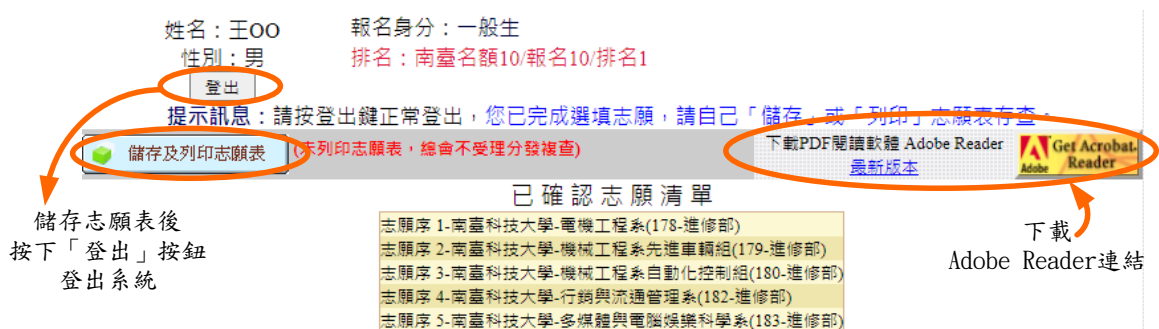 姓名：王OO 報名身分：一般生
性別：男 排名：南臺名額10/報名10/排名1
登出
提示訊息：請按登出鍵正常登出，您已完成選填志願，請自己「儲存」或「列印」志願表存查。
儲存及列印志願表 (未列印志願表，總會不受理分發複查)
下載PDF閱讀軟體 Adobe Reader
最新版本
Get Acrobat
Reader
Adobe
已確認志願清單
志願序 1-南臺科技大學-電機工程系(178-進修部)
志願序 2-南臺科技大學-機械工程系先進車輛組(179-進修部)
志願序 3-南臺科技大學-機械工程系自動化控制組(180-進修部)
志願序 4-南臺科技大學-行銷與流通管理系(182-進修部)
志願序 5-南臺科技大學-多媒體與電腦娛樂科學系(183-進修部)
儲存志願表後
按下「登出」按鈕
登出系統
下載
Adobe Reader連結